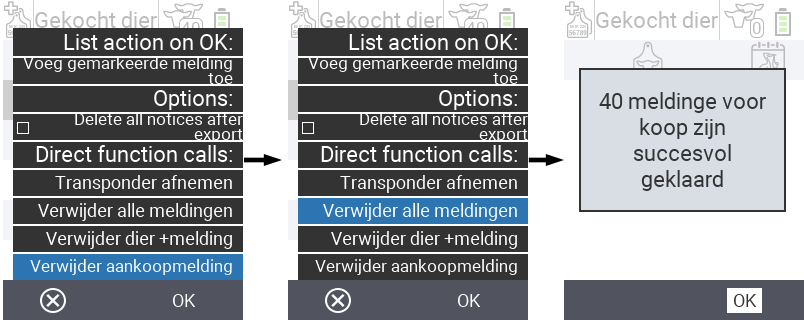 Gekocht dier
List action on OK:
Voeg gemarkeerde melding
toe
Options:
Delete all notices after
export
Direct function calls:
Transponder afnemen
Verwijder alle meldingen
Verwijder dier +melding
Verwijder aankoopmelding
OK
Gekocht dier
List action on OK:
Voeg gemarkeerde melding
toe
Options:
Delete all notices after
export
Direct function calls:
Transponder afnemen
Verwijder alle meldingen
Verwijder dier +melding
Verwijder aankoopmelding
OK
Gekocht dier
0
40 meldinge voor
koop zijn
succesvol
geklaard
OK